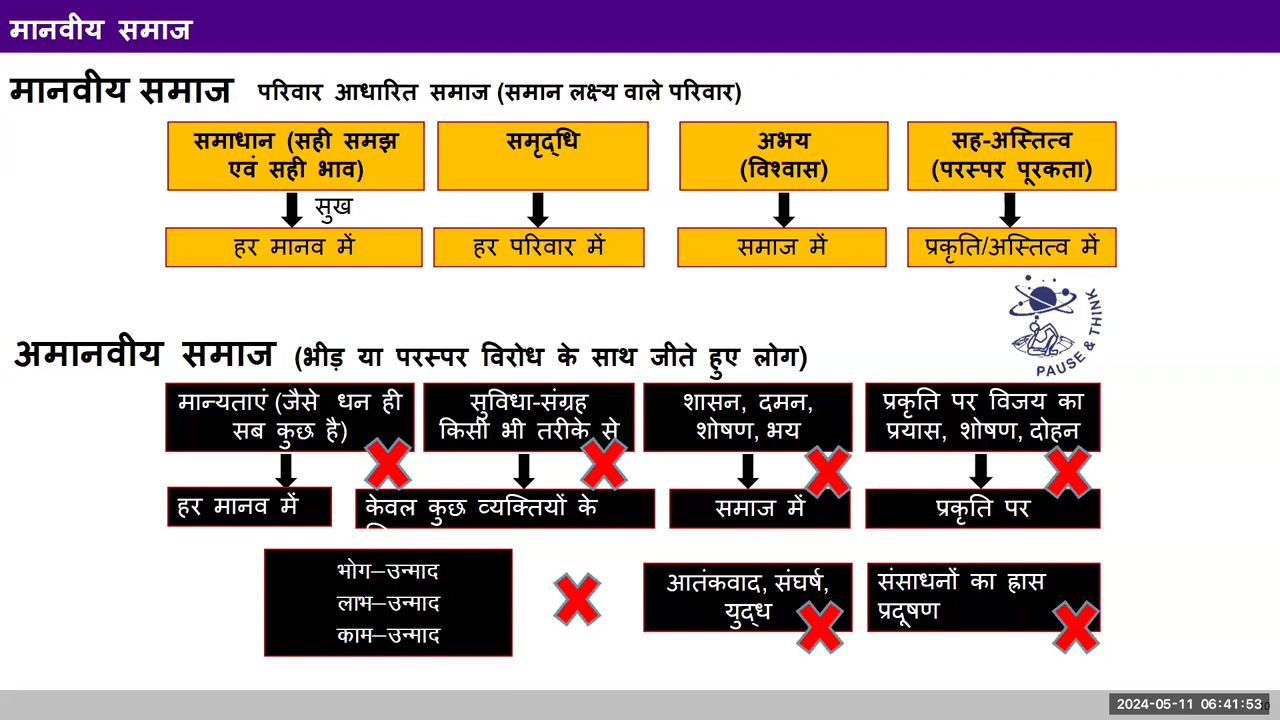 मानवीय समाज
मानवीय समाज परिवार आधारित समाज (समान लक्ष्य वाले परिवार)
समाधान (सही समझ
एवं सही भाव)
समृद्धि
अभय
(विश्वास)
सह-अस्तित्व
(परस्पर पूरकता)
सुख
हर मानव में
हर परिवार में
समाज में
प्रकृति/अस्तित्व में
PAUSE & THINK
अमानवीय समाज (भीड़ या परस्पर विरोध के साथ जीते हुए लोग)
मान्यताएं (जैसे धन ही
सब कुछ है)
सुविधा-संग्रह
किसी भी तरीके से
शासन, दमन,
शोषण, भय
प्रकृति पर विजय का
प्रयास, शोषण, दोहन
हर मानव में
केवल कुछ व्यक्तियों के
समाज में
प्रकृति पर
भोग–उन्माद
लाभ–उन्माद
काम–उन्माद
आतंकवाद, संघर्ष,
युद्ध
संसाधनों का ह्रास
प्रदूषण
2024-05-11 06:41:53